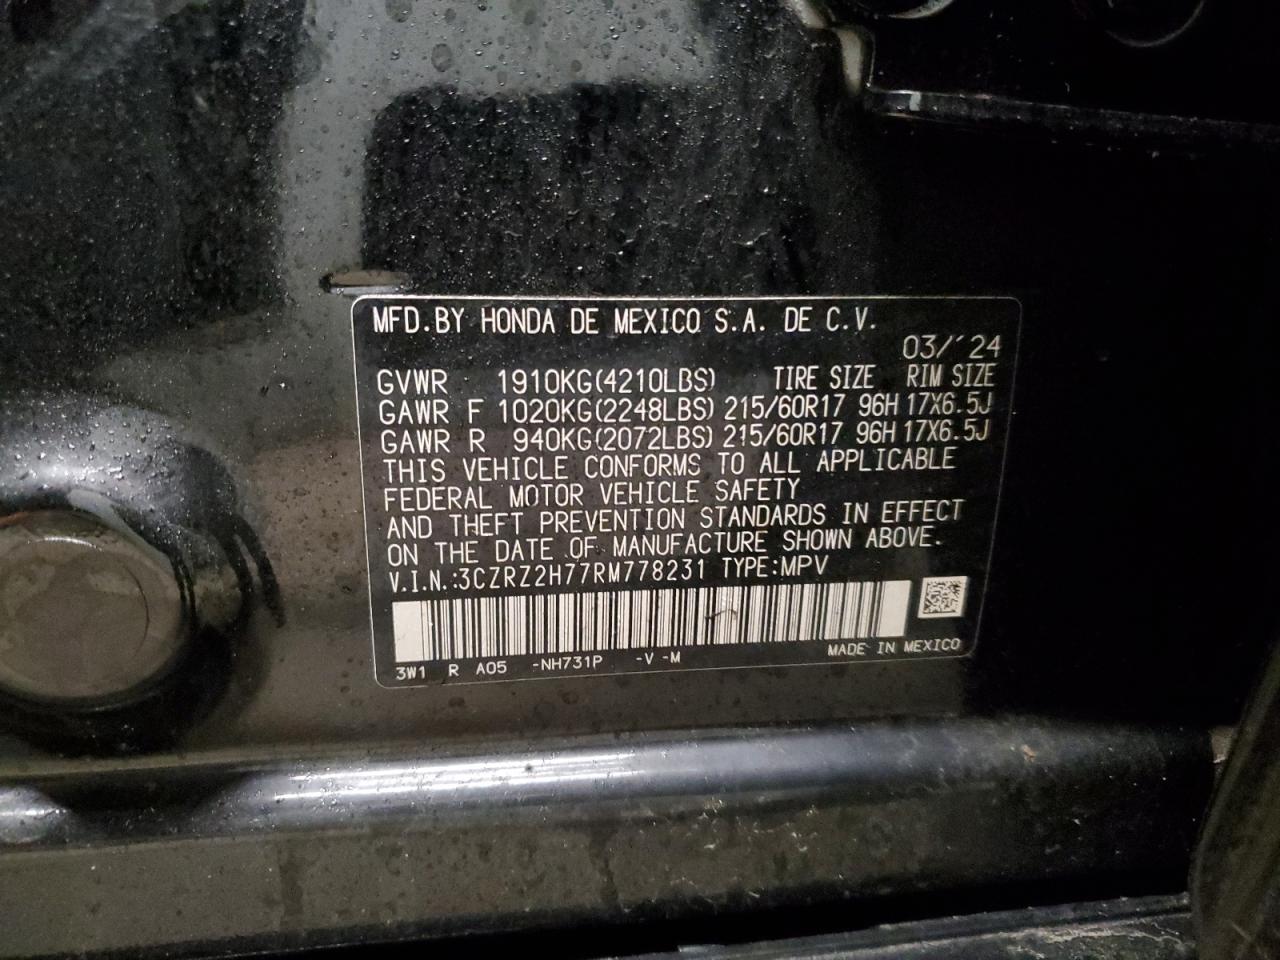 MFD.BY HONDA DE MEXICO S.A. DE C.V.
03/´24
GVWR 1910KG(4210LBS) TIRE SIZE RIM SIZE
GAWR F 1020KG(2248LBS) 215/60R17 96H 17X6.5J
GAWR R 940KG(2072LBS) 215/60R17 96H 17X6.5J
THIS VEHICLE CONFORMS TO ALL APPLICABLE
FEDERAL MOTOR VEHICLE SAFETY
AND THEFT PREVENTION STANDARDS IN EFFECT
ON THE DATE OF MANUFACTURE SHOWN ABOVE.
V.I.N.:3CZRZ2H77RM778231 TYPE:MPV
3W1 R A05 -NH731P -V -M MADE IN MEXICO